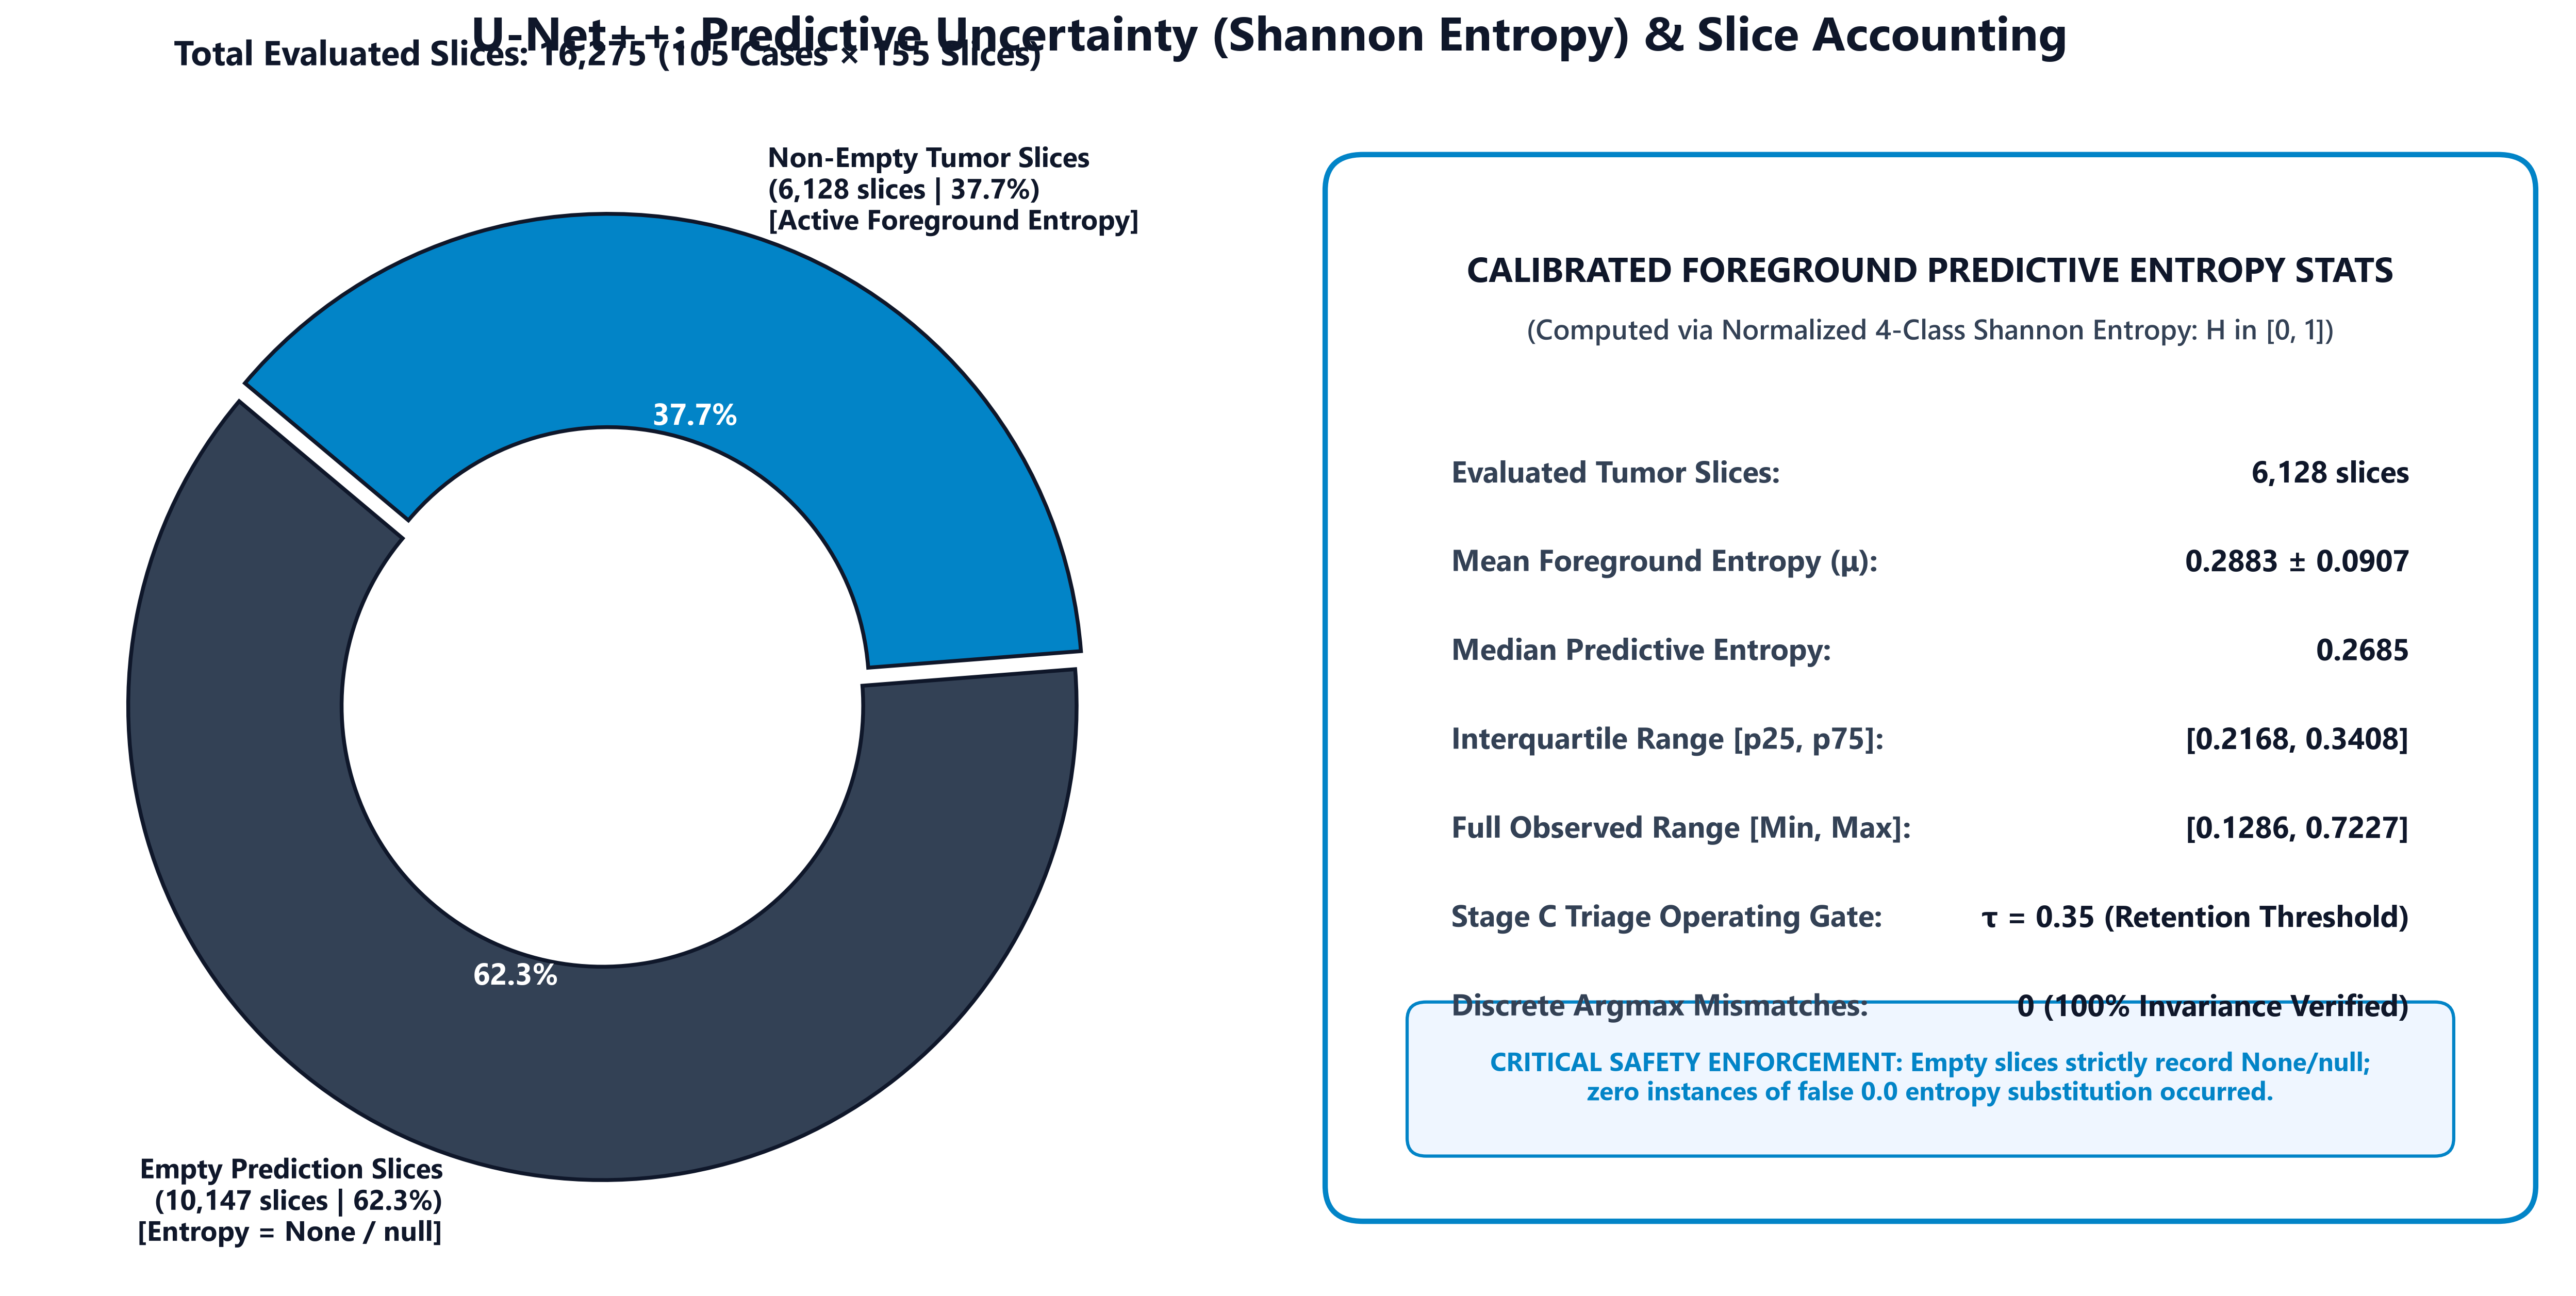 U-Net++: Predictive Uncertainty (Shannon Entropy) & Slice Accounting
Total Evaluated Slices: 16,275 (105 Cases × 155 Slices)
Non-Empty Tumor Slices
(6,128 slices | 37.7%)
[Active Foreground Entropy]
37.7%
62.3%
Empty Prediction Slices
(10,147 slices | 62.3%)
[Entropy = None / null]
CALIBRATED FOREGROUND PREDICTIVE ENTROPY STATS
(Computed via Normalized 4-Class Shannon Entropy: H in [0, 1])
Evaluated Tumor Slices: 6,128 slices
Mean Foreground Entropy (μ): 0.2883 ± 0.0907
Median Predictive Entropy: 0.2685
Interquartile Range [p25, p75]: [0.2168, 0.3408]
Full Observed Range [Min, Max]: [0.1286, 0.7227]
Stage C Triage Operating Gate: τ = 0.35 (Retention Threshold)
Discrete Argmax Mismatches: 0 (100% Invariance Verified)
CRITICAL SAFETY ENFORCEMENT: Empty slices strictly record None/null;
zero instances of false 0.0 entropy substitution occurred.